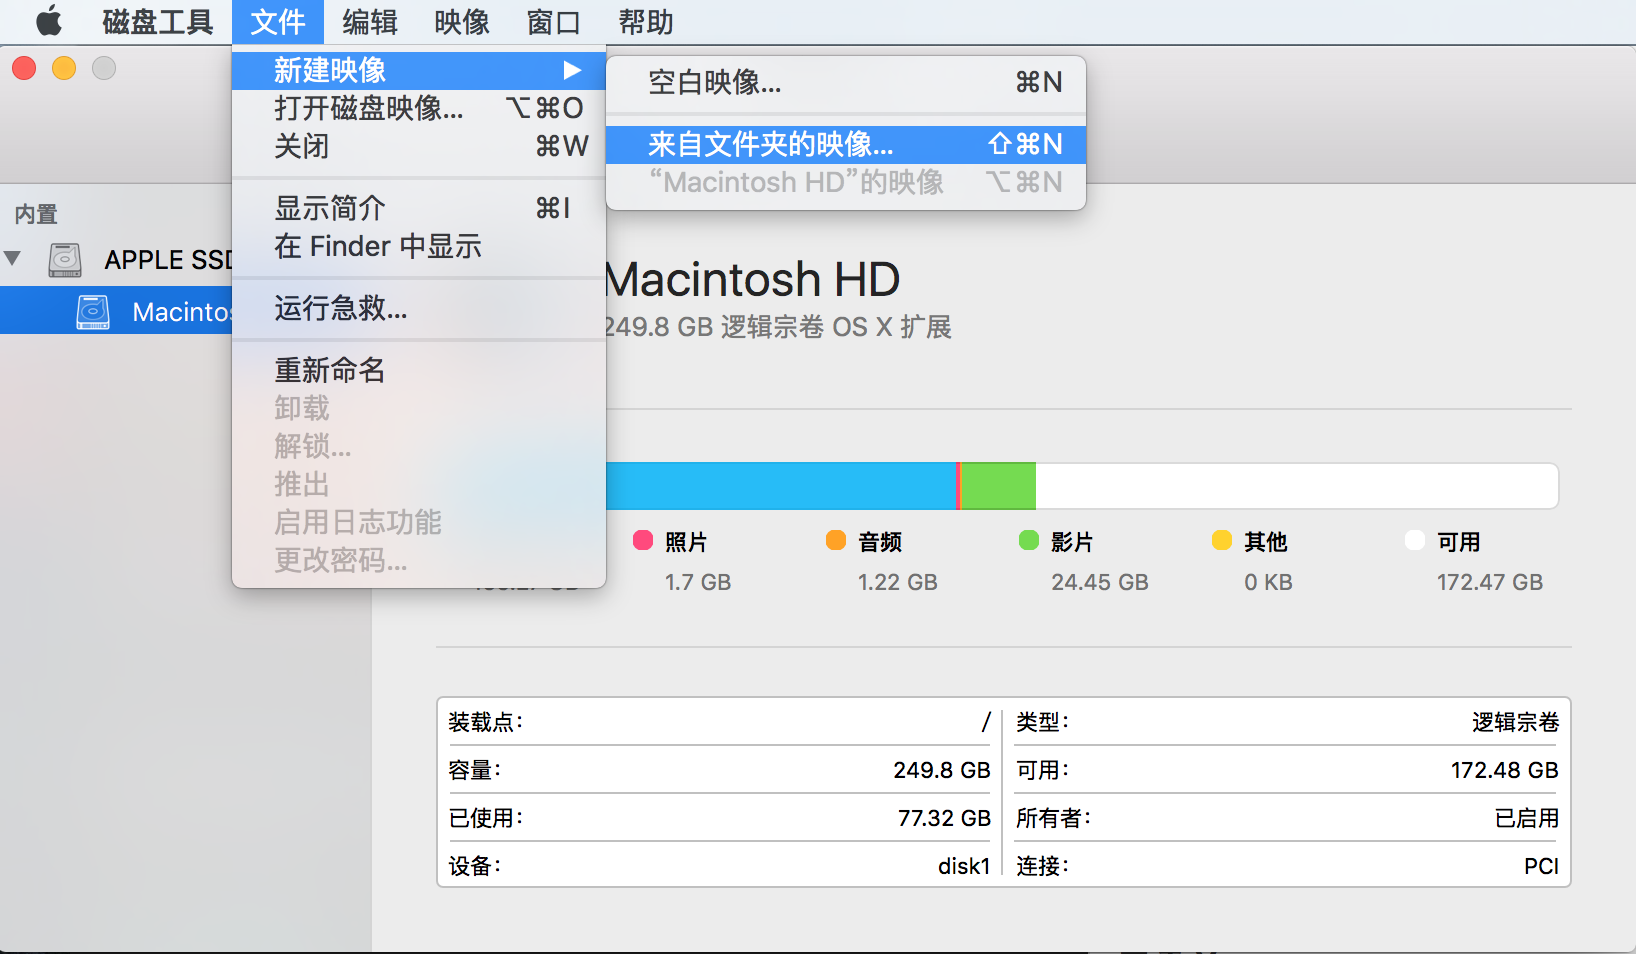 磁盘工具 文件 编辑 映像 窗口 帮助
新建映像 ▶
打开磁盘映像... ⌥⌘O
关闭 ⌘W
显示简介 ⌘I
在 Finder 中显示
运行急救...
重新命名
卸载
解锁...
推出
启用日志功能
更改密码...
空白映像... ⌘N
来自文件夹的映像... ⇧⌘N
“Macintosh HD”的映像 ⌥⌘N
内置
APPLE SSD
Macintos
Macintosh HD
249.8 GB 逻辑宗卷 OS X 扩展
照片 音频 影片 其他 可用
1.7 GB 1.22 GB 24.45 GB 0 KB 172.47 GB
装载点: / 类型: 逻辑宗卷
容量: 249.8 GB 可用: 172.48 GB
已使用: 77.32 GB 所有者: 已启用
设备: disk1 连接: PCI